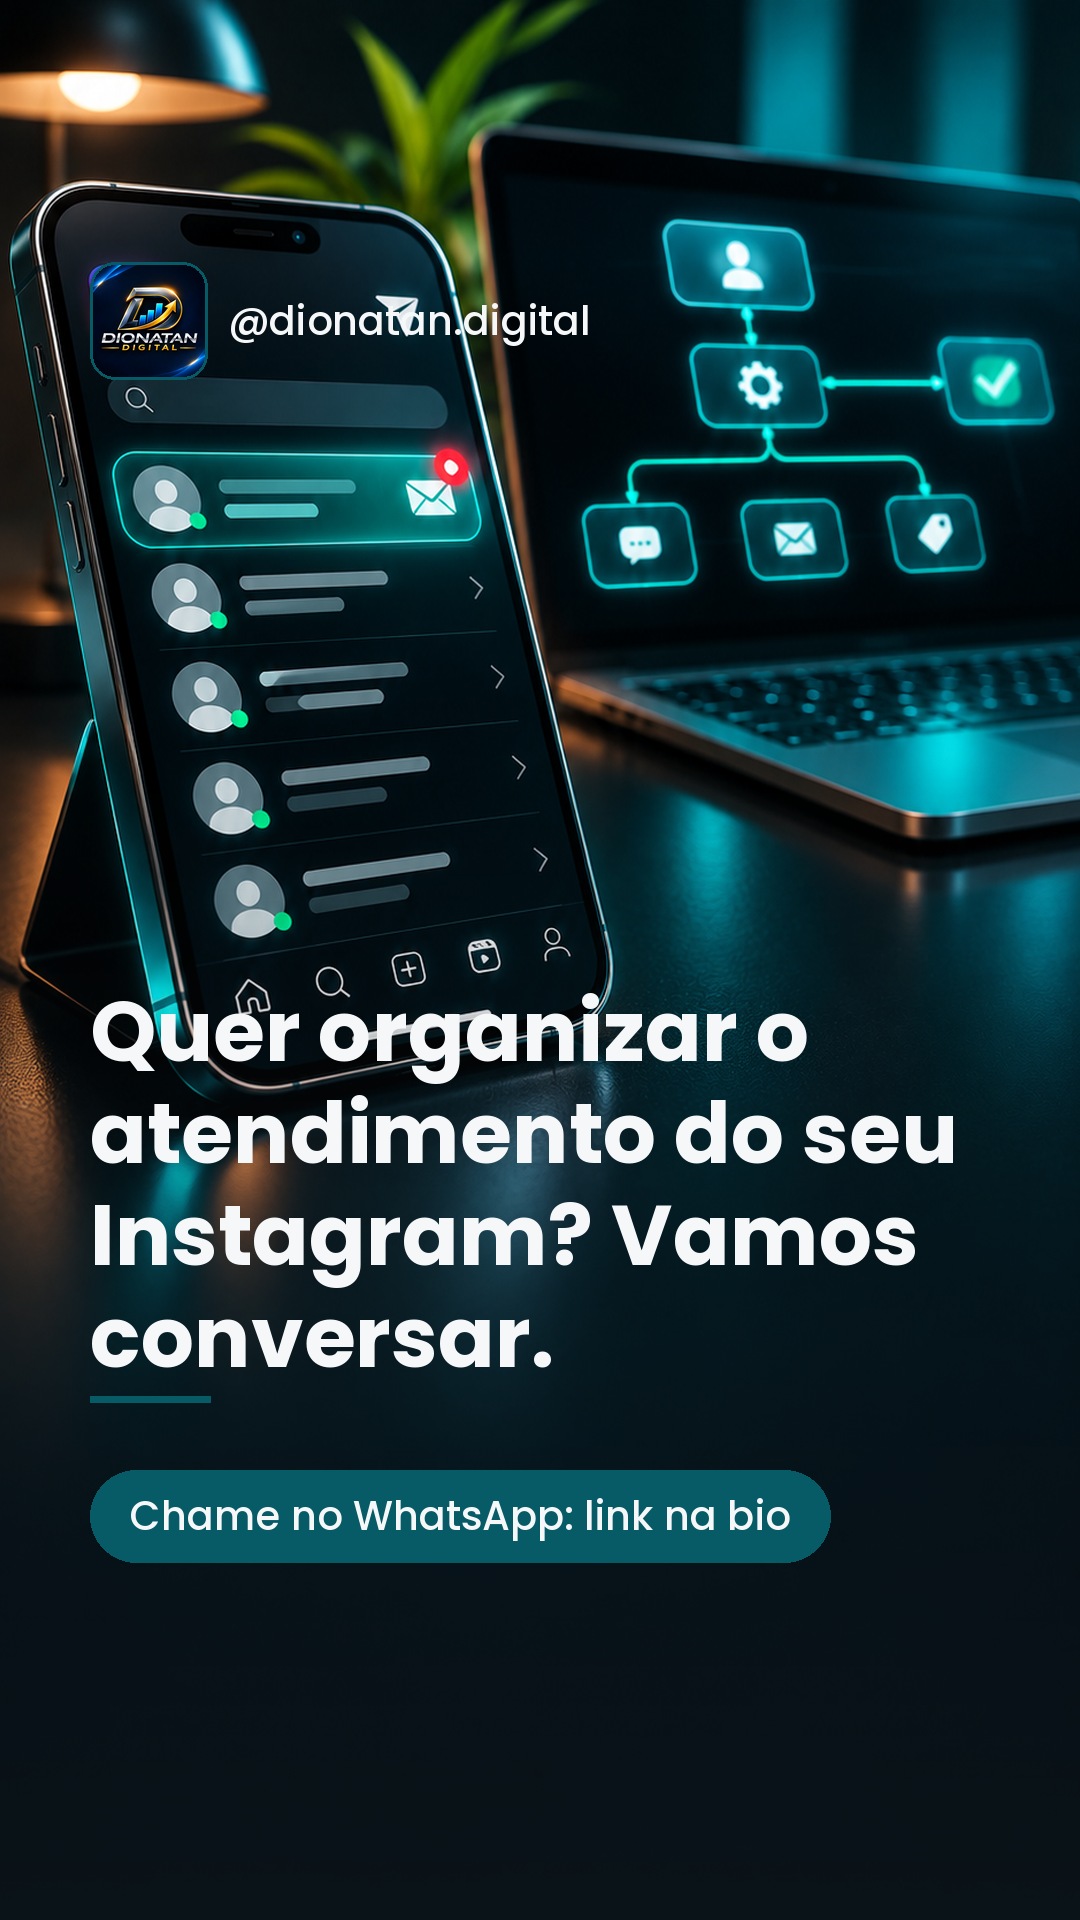 DIONATAN
DIGITAL
@dionatan.digital
Quer organizar o
atendimento do seu
Instagram? Vamos
conversar.
Chame no WhatsApp: link na bio